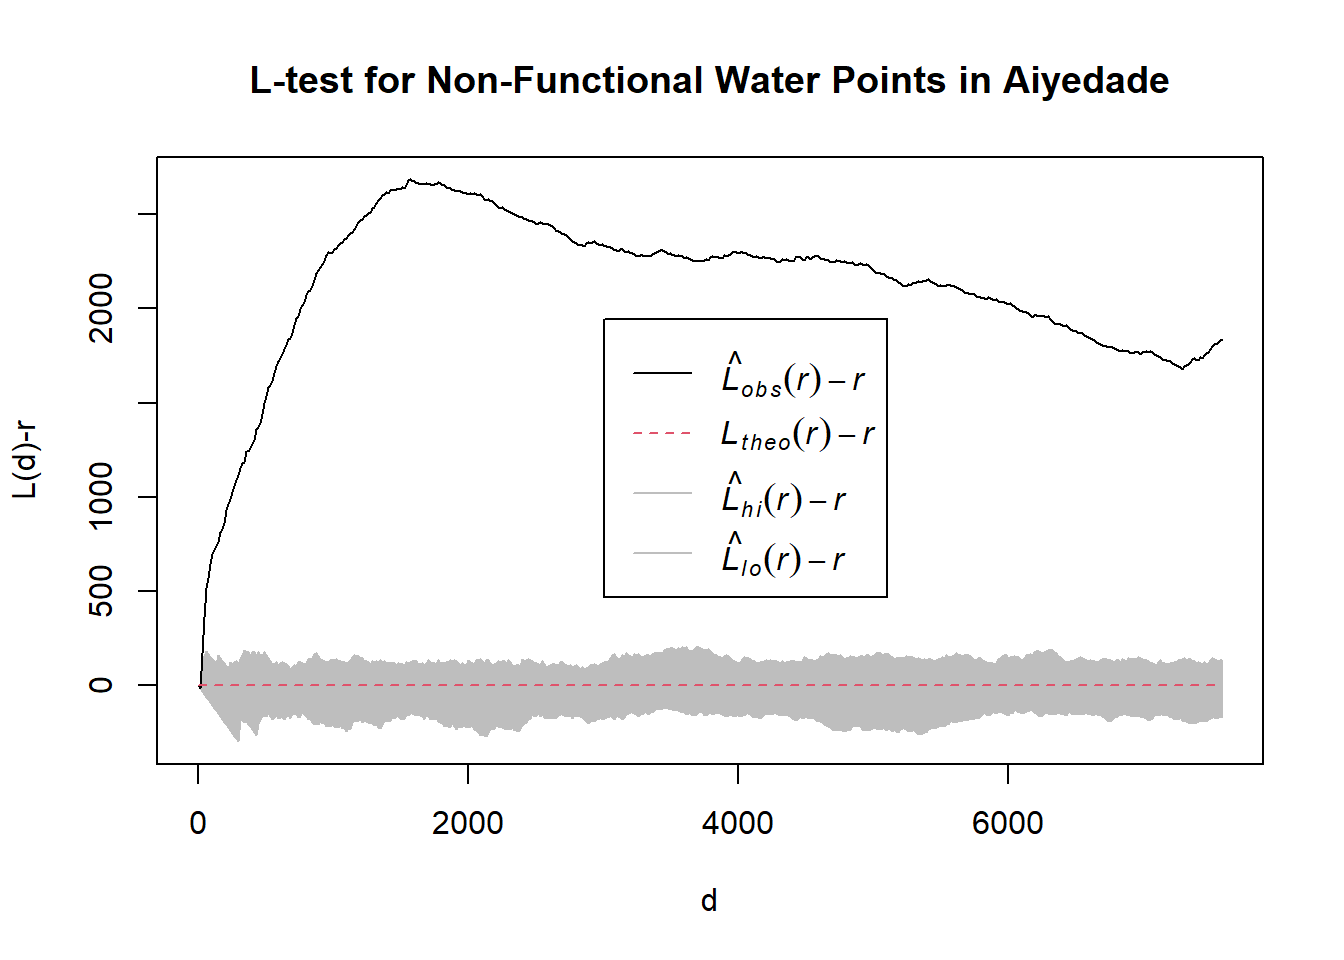 L-test for Non-Functional Water Points in Aiyedade
L(d)-r
2000
1000
500
0
L̂obs(r) – r
Ltheo(r) – r
L̂hi(r) – r
L̂lo(r) – r
0 2000 4000 6000
d